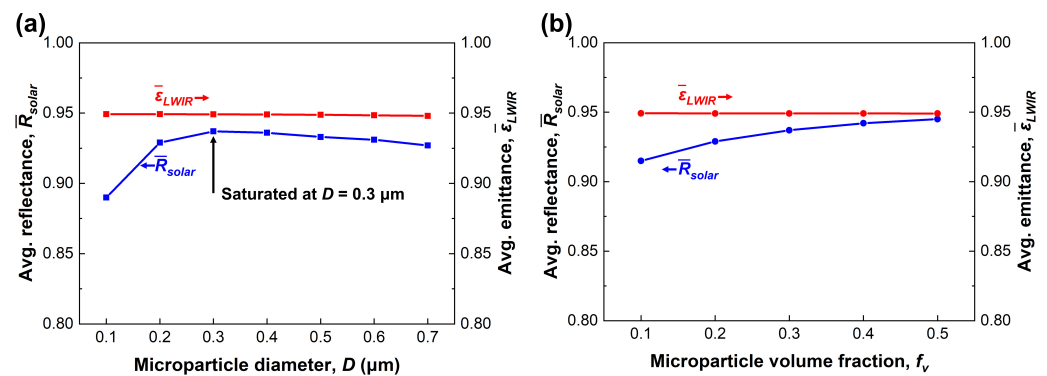 (a)
1.00
0.95
0.90
0.85
0.80
Avg. reflectance, R̅solar
ε̅LWIR
R̅solar
Saturated at D = 0.3 µm
1.00
0.95
0.90
0.85
0.80
Avg. emittance, ε̅LWIR
0.1 0.2 0.3 0.4 0.5 0.6 0.7
Microparticle diameter, D (µm)
(b)
1.00
0.95
0.90
0.85
0.80
Avg. reflectance, R̅solar
ε̅LWIR
R̅solar
1.00
0.95
0.90
0.85
0.80
Avg. emittance, ε̅LWIR
0.1 0.2 0.3 0.4 0.5
Microparticle volume fraction, fv